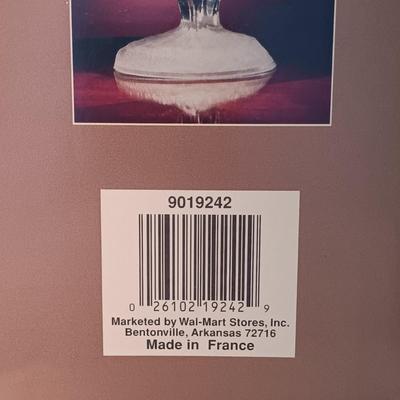 9019242
0 26102 19242 9
Marketed by Wal-Mart Stores, Inc.
Bentonville, Arkansas 72716
Made in France